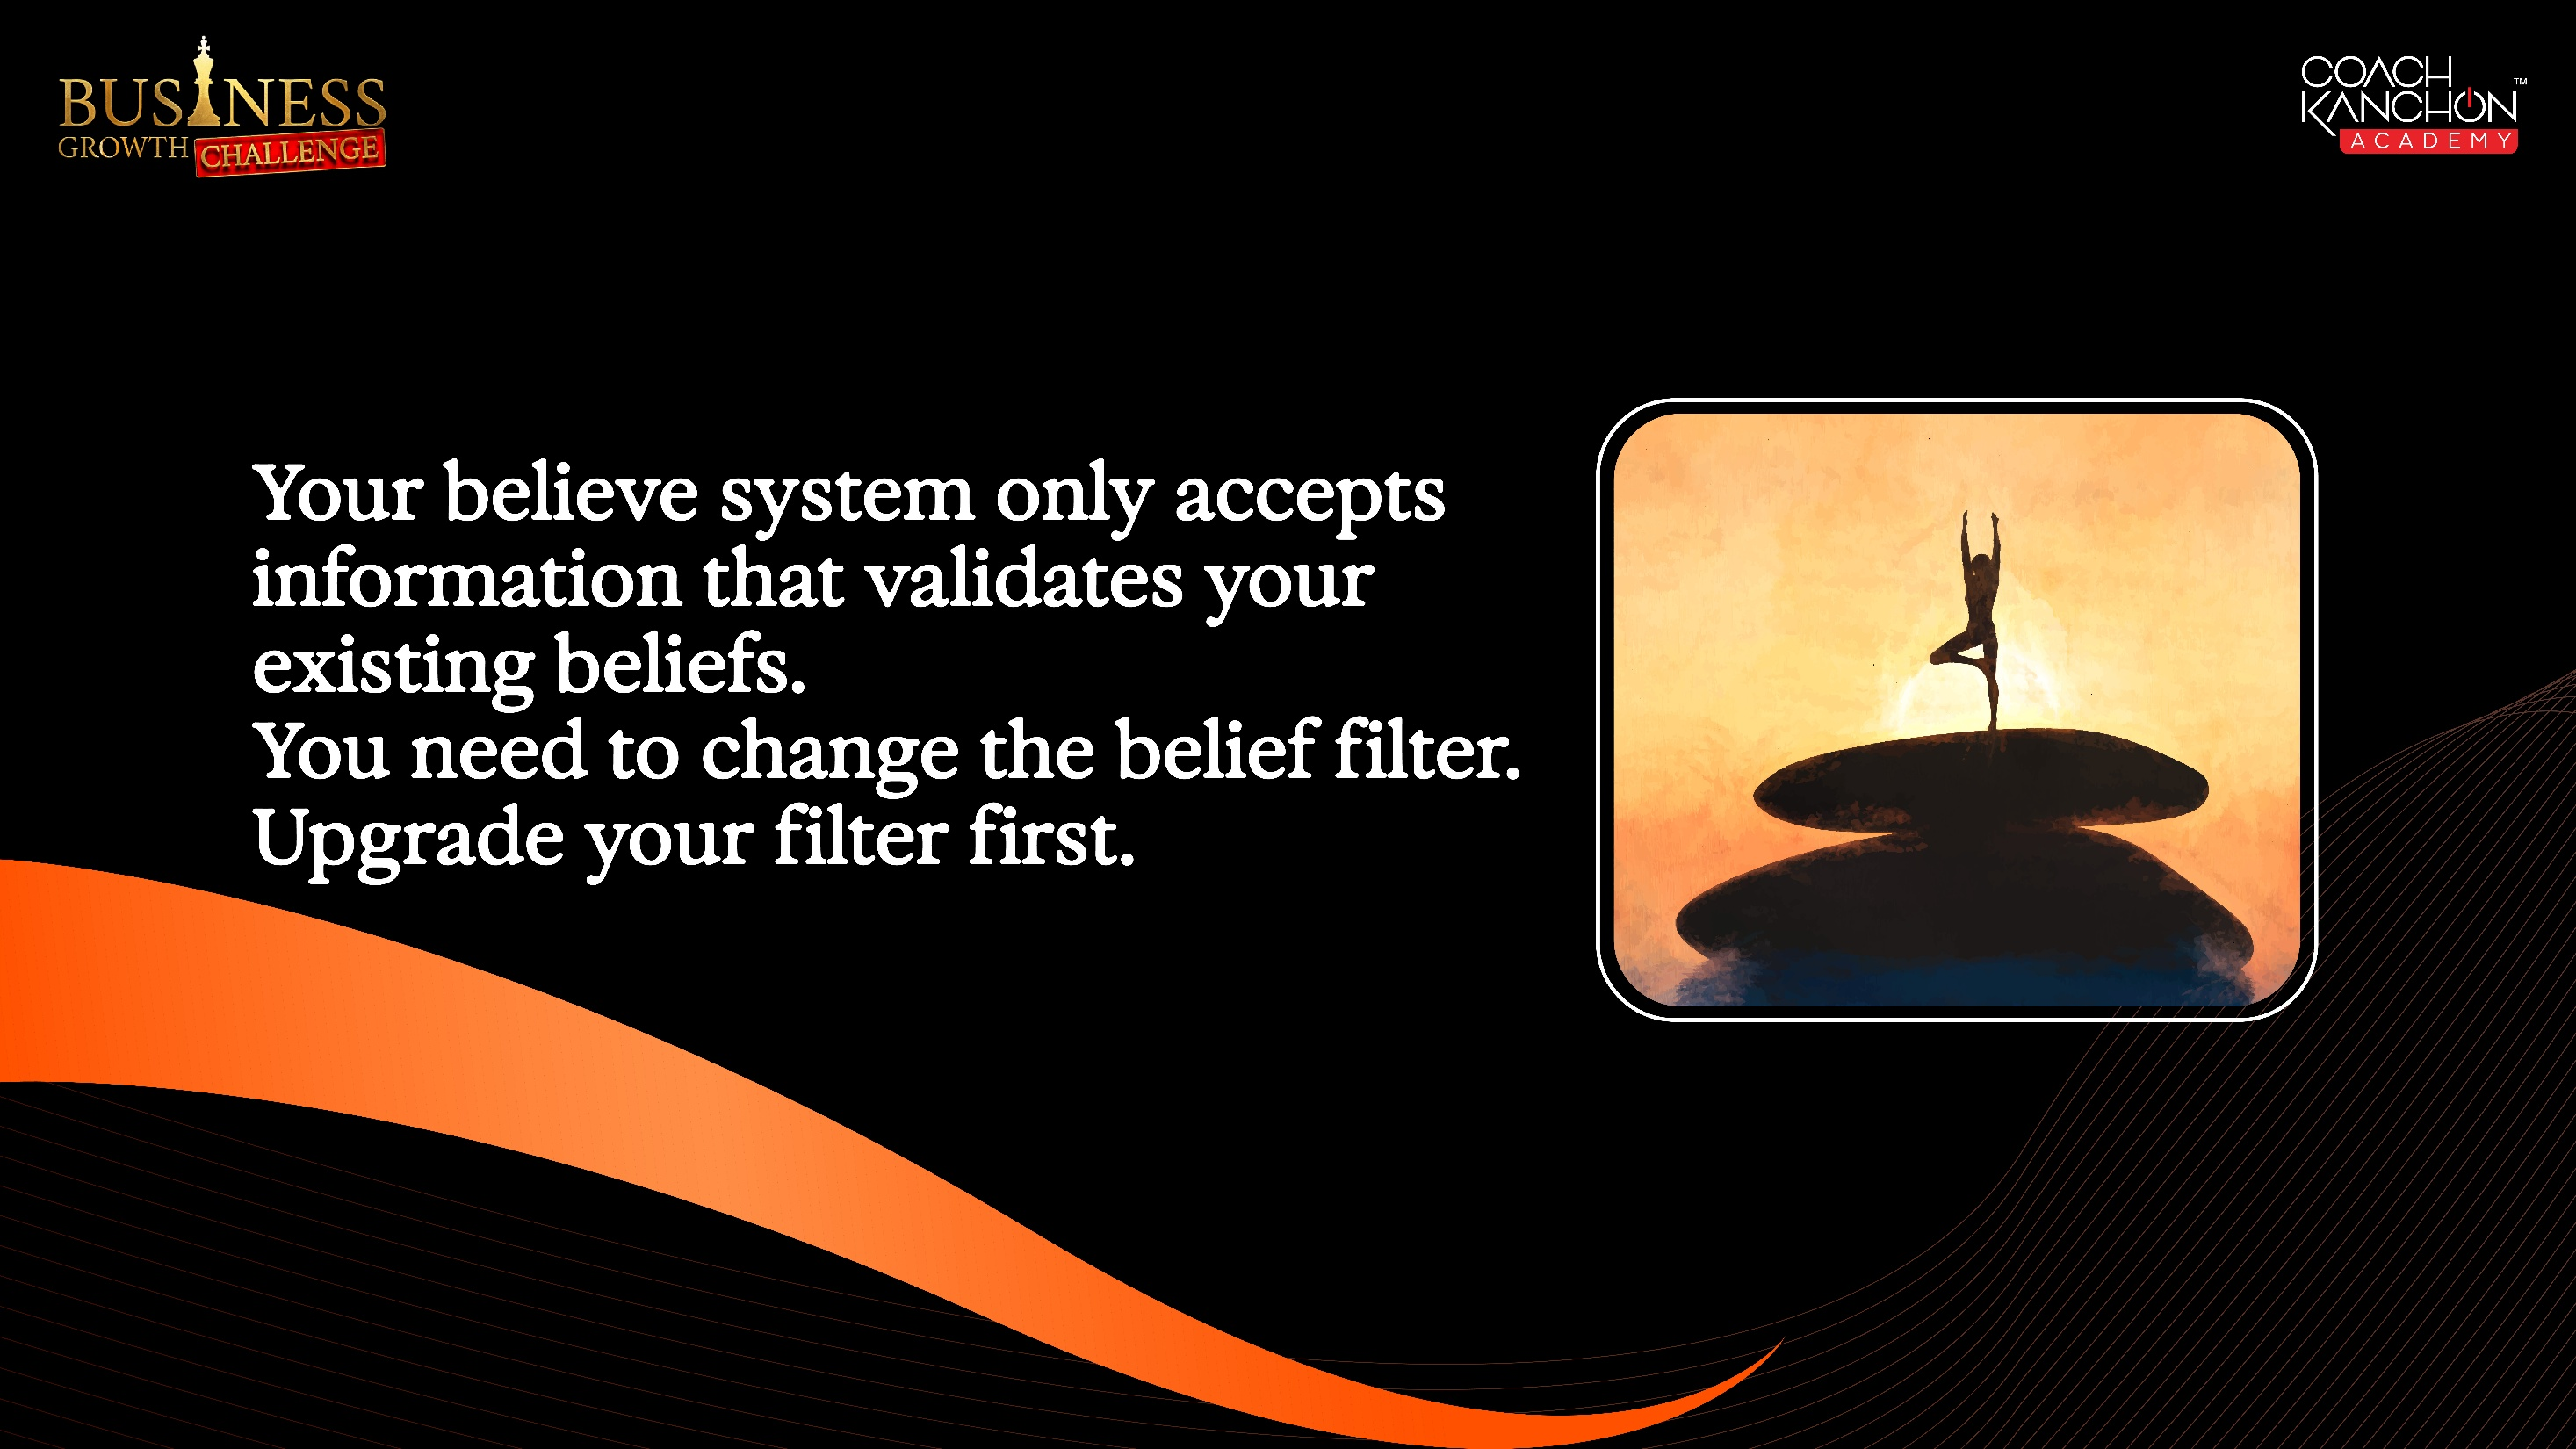 BUSINESS
GROWTH CHALLENGE
COACH
KANCHON
ACADEMY
TM
Your believe system only accepts
information that validates your
existing beliefs.
You need to change the belief filter.
Upgrade your filter first.